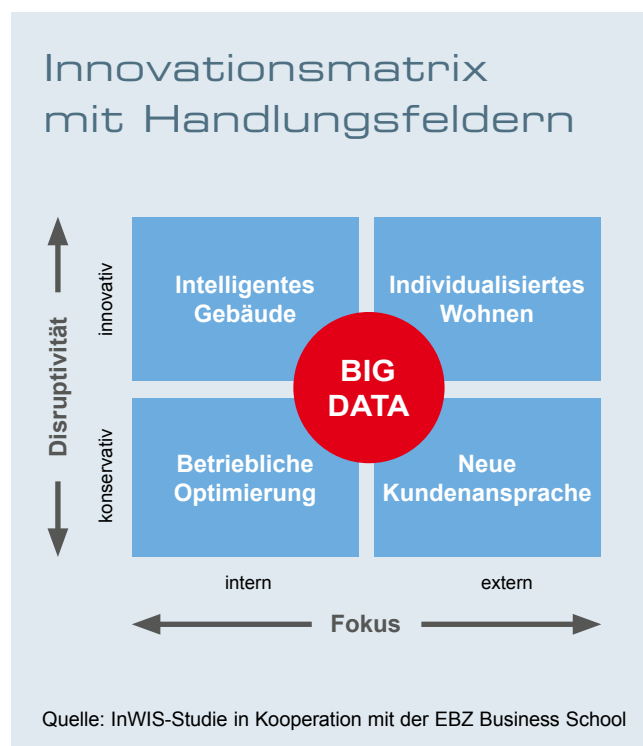 Innovationsmatrix
mit Handlungsfeldern
Disruptivität
innovativ
konservativ
Intelligentes
Gebäude
Individualisiertes
Wohnen
BIG
DATA
Betriebliche
Optimierung
Neue
Kundenansprache
intern
extern
Fokus
Quelle: InWIS-Studie in Kooperation mit der EBZ Business School